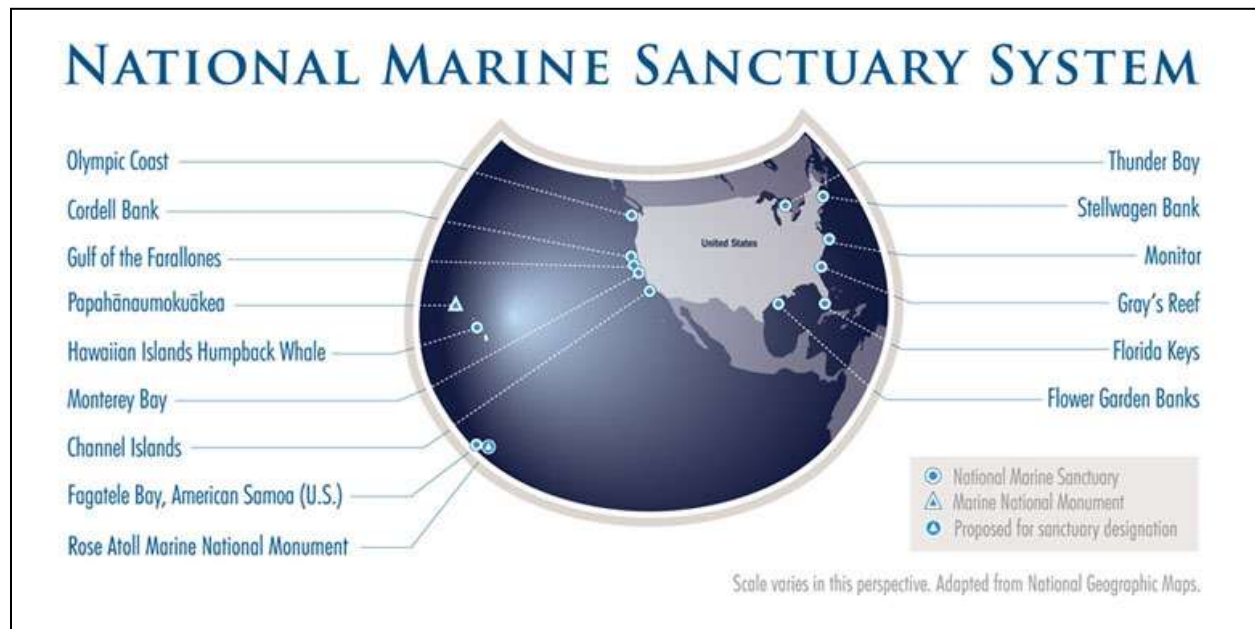 NATIONAL MARINE SANCTUARY SYSTEM
Olympic Coast
Cordell Bank
Gulf of the Farallones
Papahānaumokuākea
Hawaiian Islands Humpback Whale
Monterey Bay
Channel Islands
Fagatele Bay, American Samoa (U.S.)
Rose Atoll Marine National Monument
United States
Thunder Bay
Stellwagen Bank
Monitor
Gray's Reef
Florida Keys
Flower Garden Banks
National Marine Sanctuary
Marine National Monument
Proposed for sanctuary designation
Scale varies in this perspective. Adapted from National Geographic Maps.